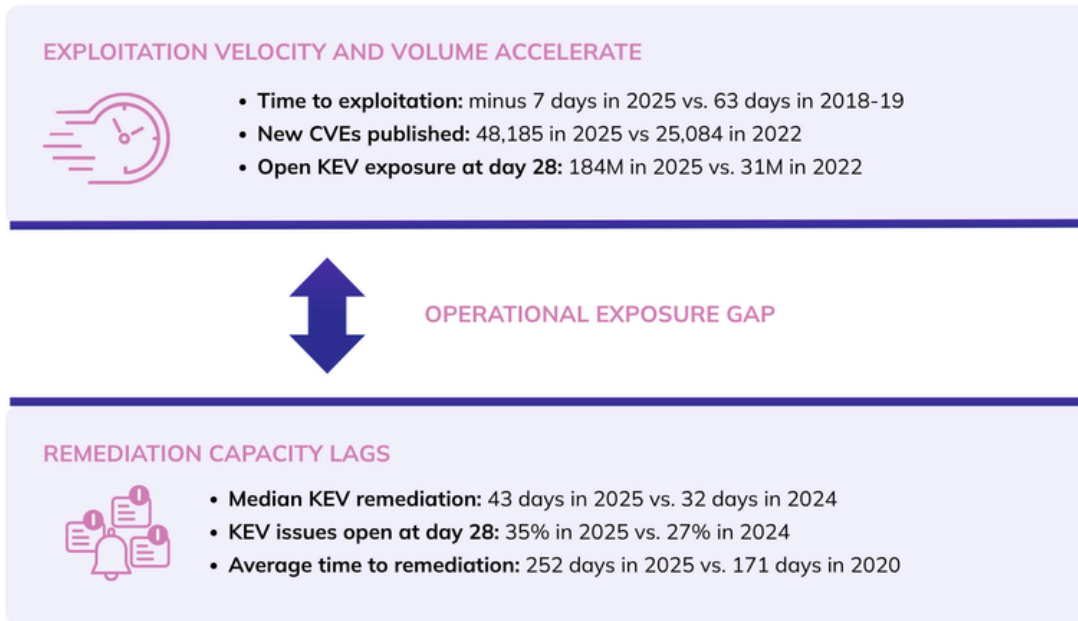 EXPLOITATION VELOCITY AND VOLUME ACCELERATE
• Time to exploitation: minus 7 days in 2025 vs. 63 days in 2018-19
• New CVEs published: 48,185 in 2025 vs 25,084 in 2022
• Open KEV exposure at day 28: 184M in 2025 vs. 31M in 2022
OPERATIONAL EXPOSURE GAP
REMEDIATION CAPACITY LAGS
• Median KEV remediation: 43 days in 2025 vs. 32 days in 2024
• KEV issues open at day 28: 35% in 2025 vs. 27% in 2024
• Average time to remediation: 252 days in 2025 vs. 171 days in 2020